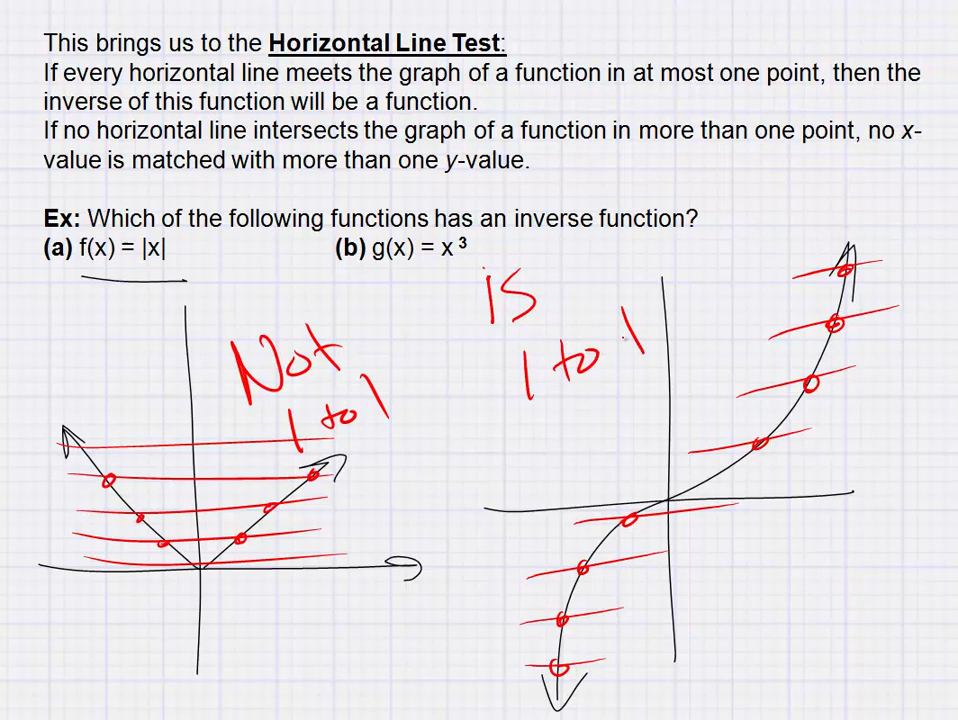 This brings us to the Horizontal Line Test:
If every horizontal line meets the graph of a function in at most one point, then the
inverse of this function will be a function.
If no horizontal line intersects the graph of a function in more than one point, no x-
value is matched with more than one y-value.
Ex: Which of the following functions has an inverse function?
(a) f(x) = |x| (b) g(x) = x ³
Not
1 to 1
is
1 to 1